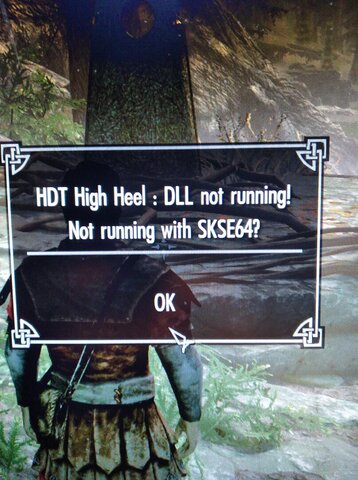 HDT High Heel : DLL not running!
Not running with SKSE64?
OK